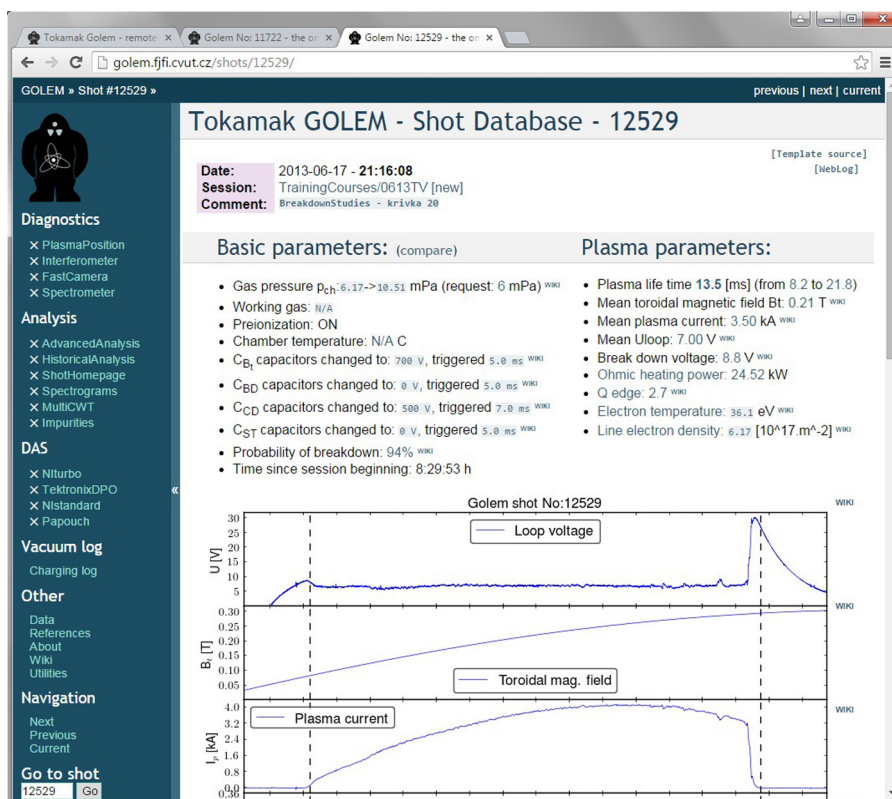 Tokamak Golem - remote
Golem No: 11722 - the on
Golem No: 12529 - the on
golem.fjfi.cvut.cz/shots/12529/
GOLEM » Shot #12529 »
previous | next | current
Tokamak GOLEM - Shot Database - 12529
[Template source]
[WebLog]
Date: 2013-06-17 - 21:16:08
Session: TrainingCourses/0613TV [new]
Comment: BreakdownStudies - krivka 20
Diagnostics
PlasmaPosition
Interferometer
FastCamera
Spectrometer
Analysis
AdvancedAnalysis
HistoricalAnalysis
ShotHomepage
Spectrograms
MultiCWT
Impurities
DAS
NIturbo
TektronixDPO
NIstandard
Papouch
«
Vacuum log
Charging log
Other
Data
References
About
Wiki
Utilities
Navigation
Next
Previous
Current
Go to shot
12529 Go
Basic parameters: (compare)
Gas pressure pch: 6.17->10.51 mPa (request: 6 mPa) WIKI
Working gas: N/A
Preionization: ON
Chamber temperature: N/A C
CBt capacitors changed to: 700 V, triggered 5.0 ms WIKI
CBD capacitors changed to: 0 V, triggered 5.0 ms WIKI
CCD capacitors changed to: 500 V, triggered 7.0 ms WIKI
CST capacitors changed to: 0 V, triggered 5.0 ms WIKI
Probability of breakdown: 94% WIKI
Time since session beginning: 8:29:53 h
Plasma parameters:
Plasma life time 13.5 [ms] (from 8.2 to 21.8)
Mean toroidal magnetic field Bt: 0.21 T WIKI
Mean plasma current: 3.50 kA WIKI
Mean Uloop: 7.00 V WIKI
Break down voltage: 8.8 V WIKI
Ohmic heating power: 24.52 kW
Q edge: 2.7 WIKI
Electron temperature: 36.1 eV WIKI
Line electron density: 6.17 [10^17.m^-2] WIKI
Golem shot No:12529
WIKI
Loop voltage
U [V]
30
25
20
15
10
5
WIKI
Toroidal mag. field
Bt [T]
0.30
0.25
0.20
0.15
0.10
0.05
WIKI
Plasma current
Ip [kA]
4.0
3.2
2.4
1.6
0.8
0.0
0.36